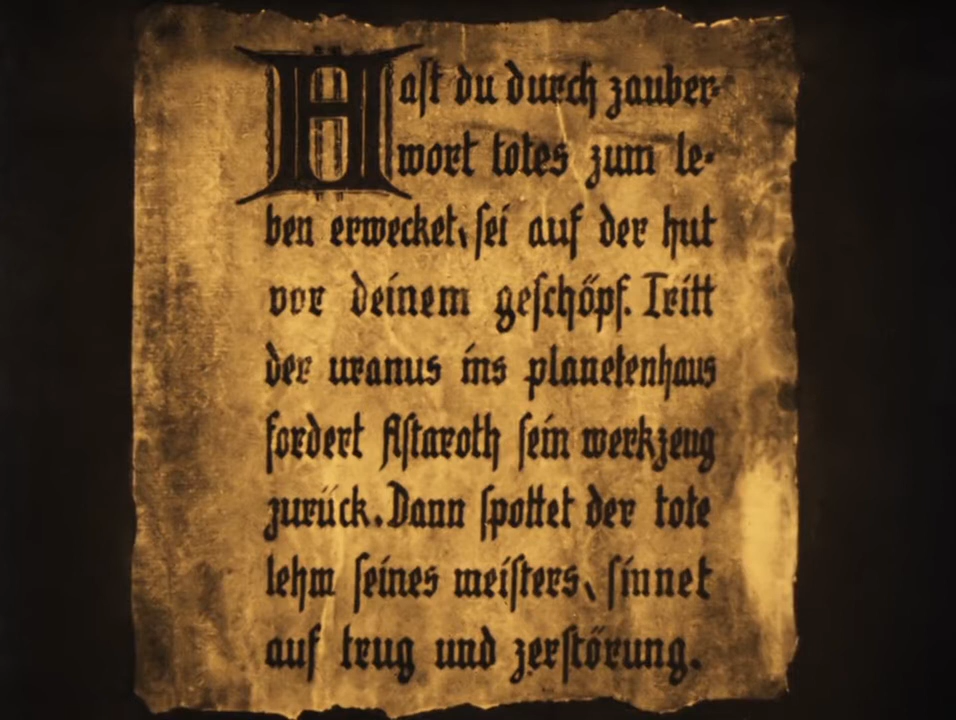 Haſt du durch zauber-
wort totes zum le-
ben erwecket, ſei auf der hut
vor deinem geſchöpf. Tritt
der uranus ins planetenhaus
fordert Aſtaroth ſein werkzeug
zurück. Dann ſpottet der tote
lehm ſeines meiſters, ſinnet
auf trug und zerſtörung.